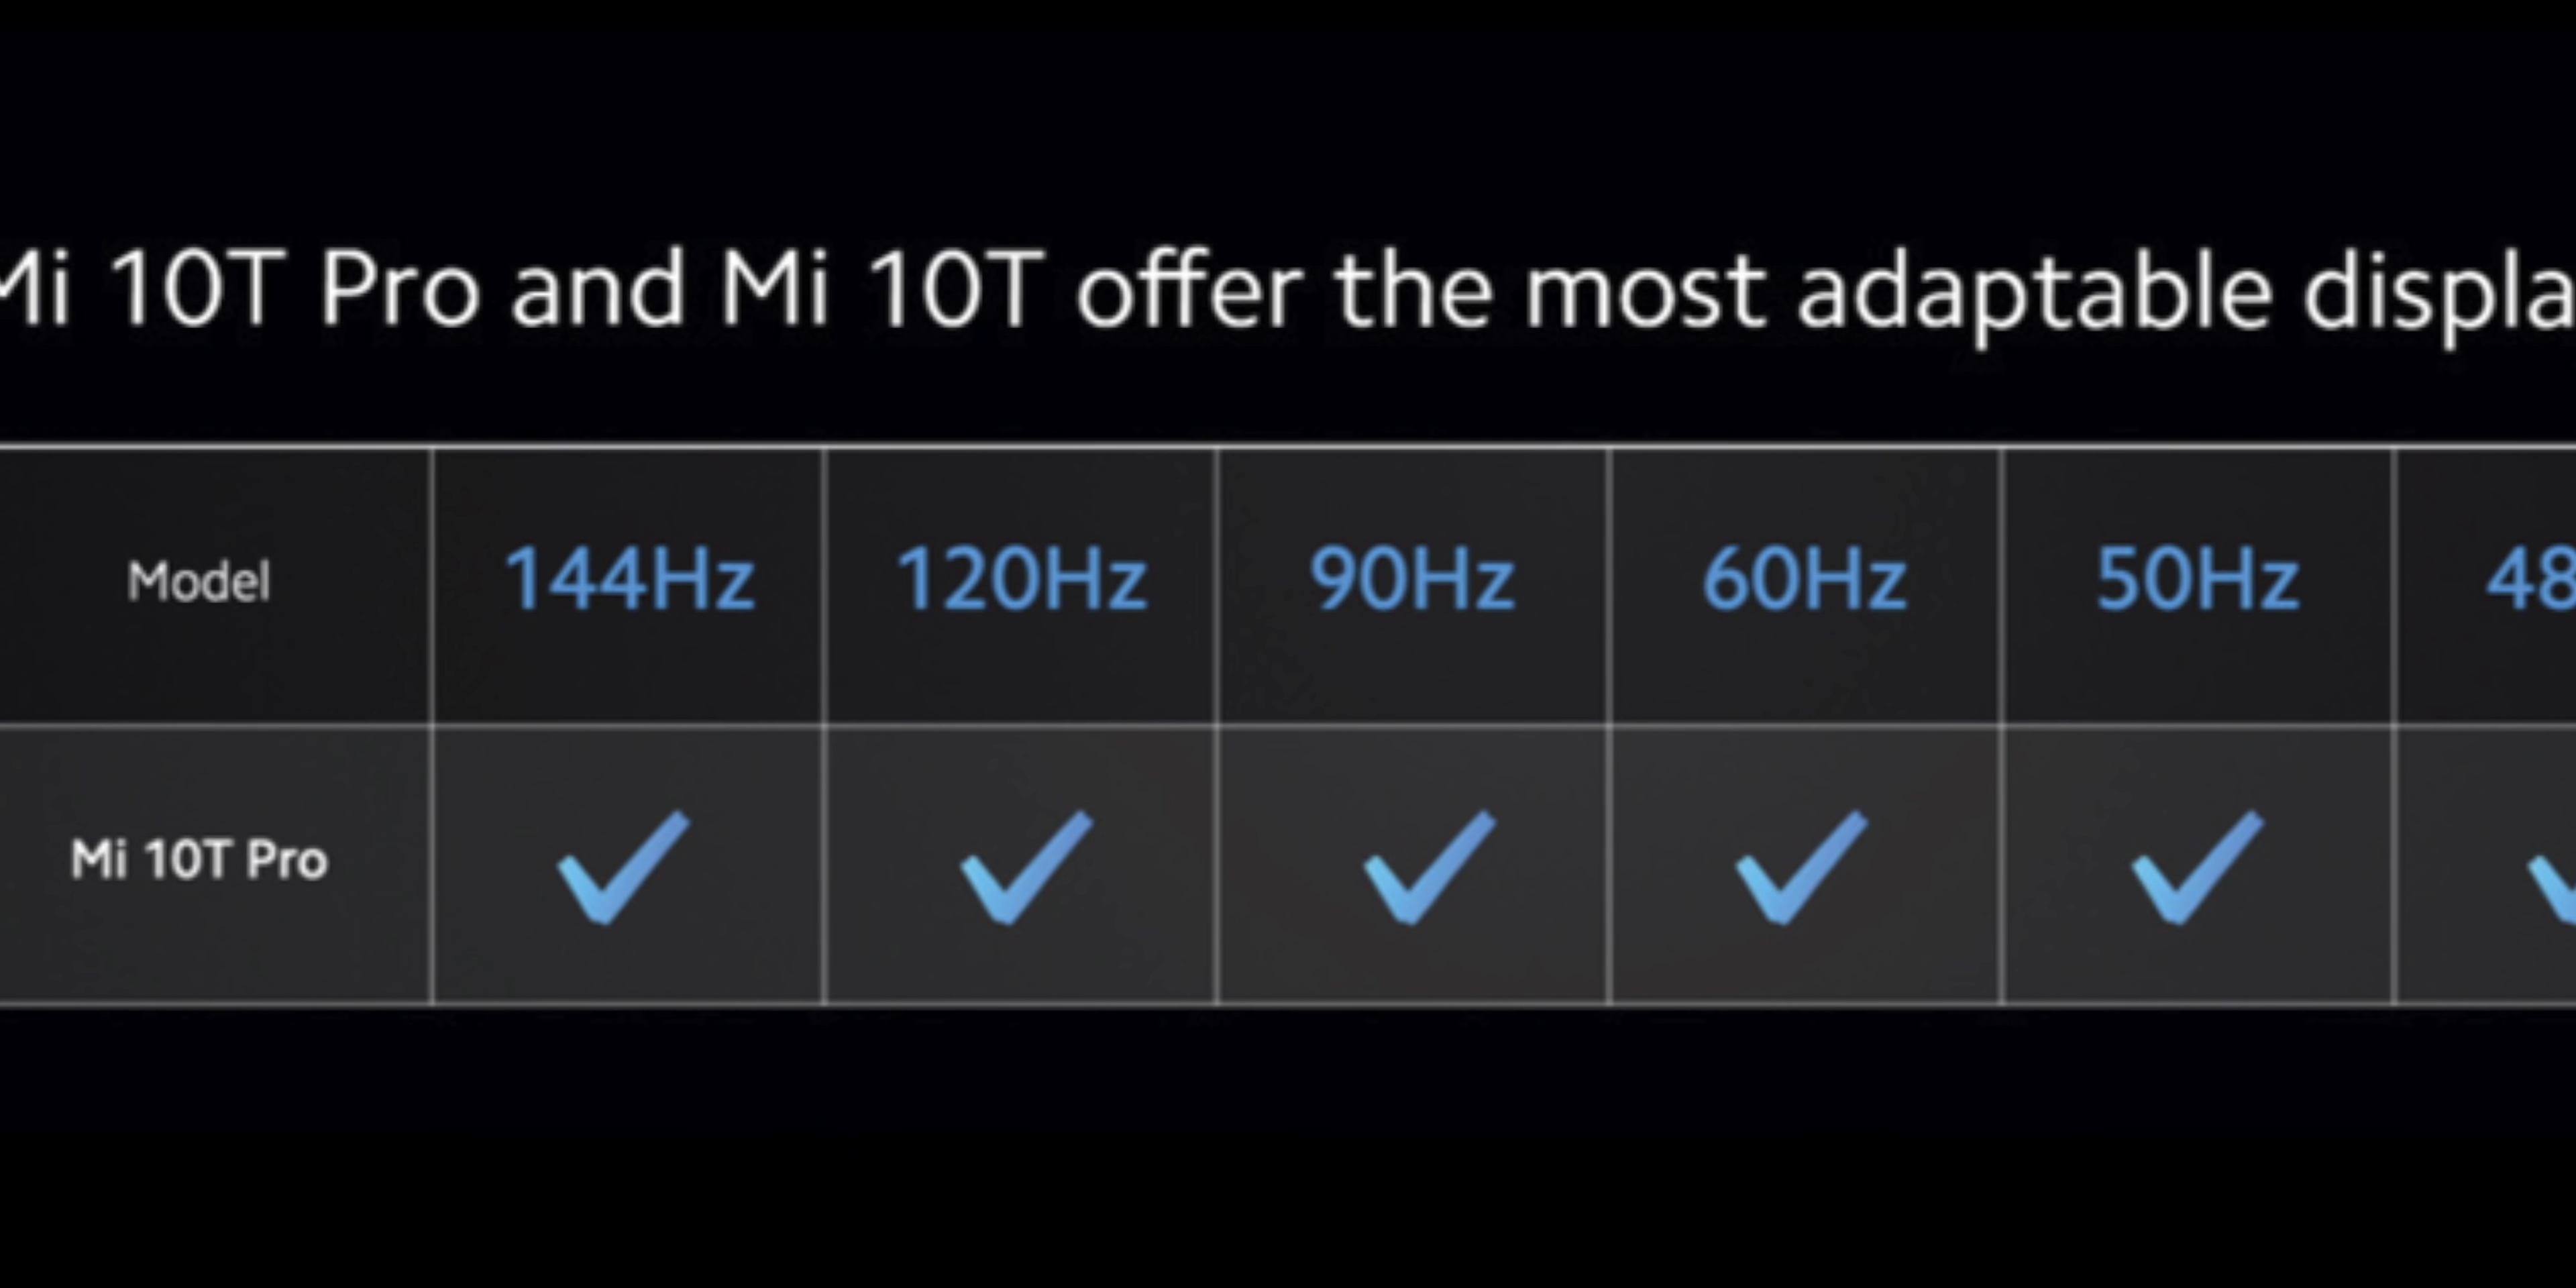 Mi 10T Pro and Mi 10T offer the most adaptable displa
Model 144Hz 120Hz 90Hz 60Hz 50Hz 48
Mi 10T Pro ✓ ✓ ✓ ✓ ✓